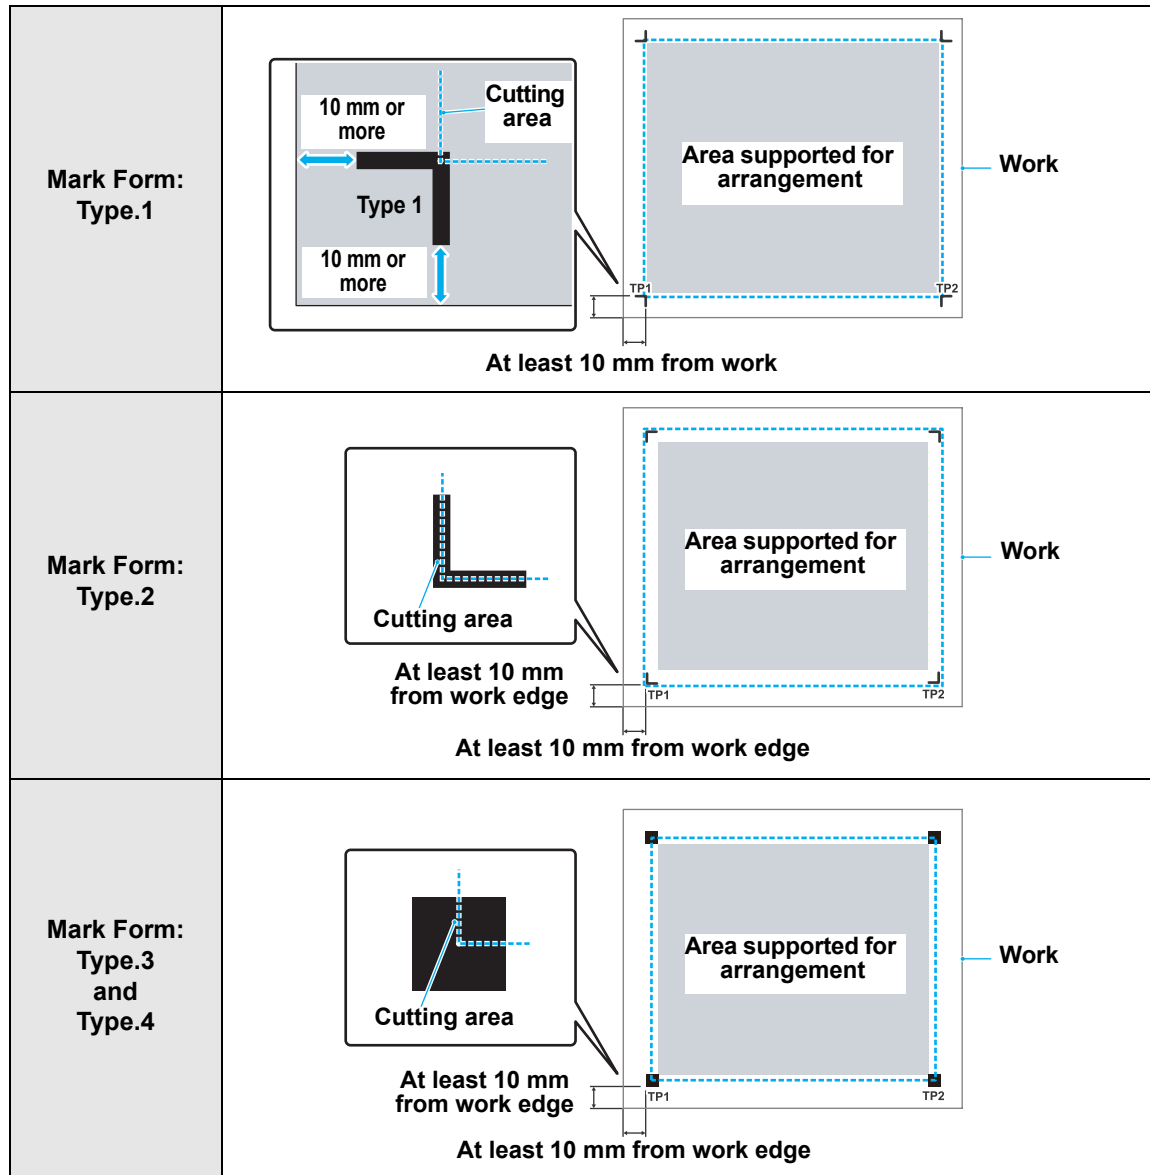 Mark Form:
Type.1
10 mm or
more
Cutting
area
Type 1
10 mm or
more
Area supported for
arrangement
Work
TP1
TP2
At least 10 mm from work
Mark Form:
Type.2
Cutting area
At least 10 mm
from work edge
Area supported for
arrangement
Work
TP1
TP2
At least 10 mm from work edge
Mark Form:
Type.3
and
Type.4
Cutting area
At least 10 mm
from work edge
Area supported for
arrangement
Work
TP1
TP2
At least 10 mm from work edge